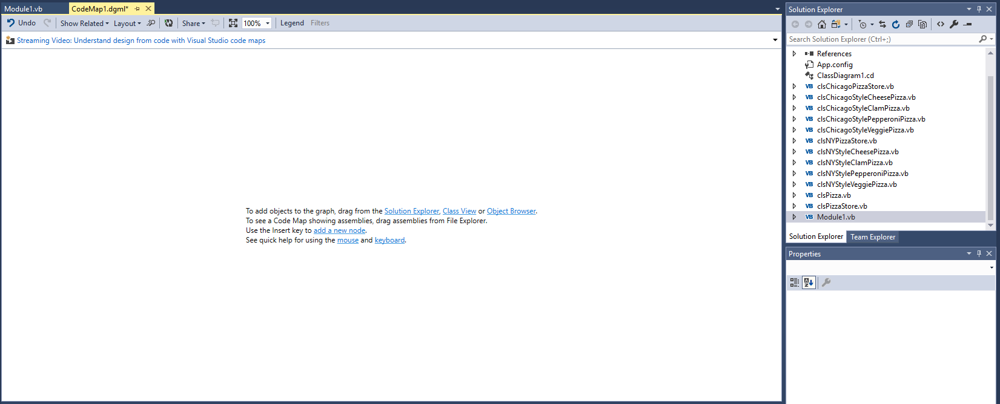 Module1.vb
CodeMap1.dgml*
Undo
Show Related
Layout
Share
100%
Legend
Filters
Streaming Video: Understand design from code with Visual Studio code maps
To add objects to the graph, drag from the Solution Explorer, Class View or Object Browser.
To see a Code Map showing assemblies, drag assemblies from File Explorer.
Use the Insert key to add a new node.
See quick help for using the mouse and keyboard.
Solution Explorer
Search Solution Explorer (Ctrl+;)
References
App.config
ClassDiagram1.cd
VB clsChicagoPizzaStore.vb
VB clsChicagoStyleCheesePizza.vb
VB clsChicagoStyleClamPizza.vb
VB clsChicagoStylePepperoniPizza.vb
VB clsChicagoStyleVeggiePizza.vb
VB clsNYPizzaStore.vb
VB clsNYStyleCheesePizza.vb
VB clsNYStyleClamPizza.vb
VB clsNYStylePepperoniPizza.vb
VB clsNYStyleVeggiePizza.vb
VB clsPizza.vb
VB clsPizzaStore.vb
VB Module1.vb
Solution Explorer
Team Explorer
Properties